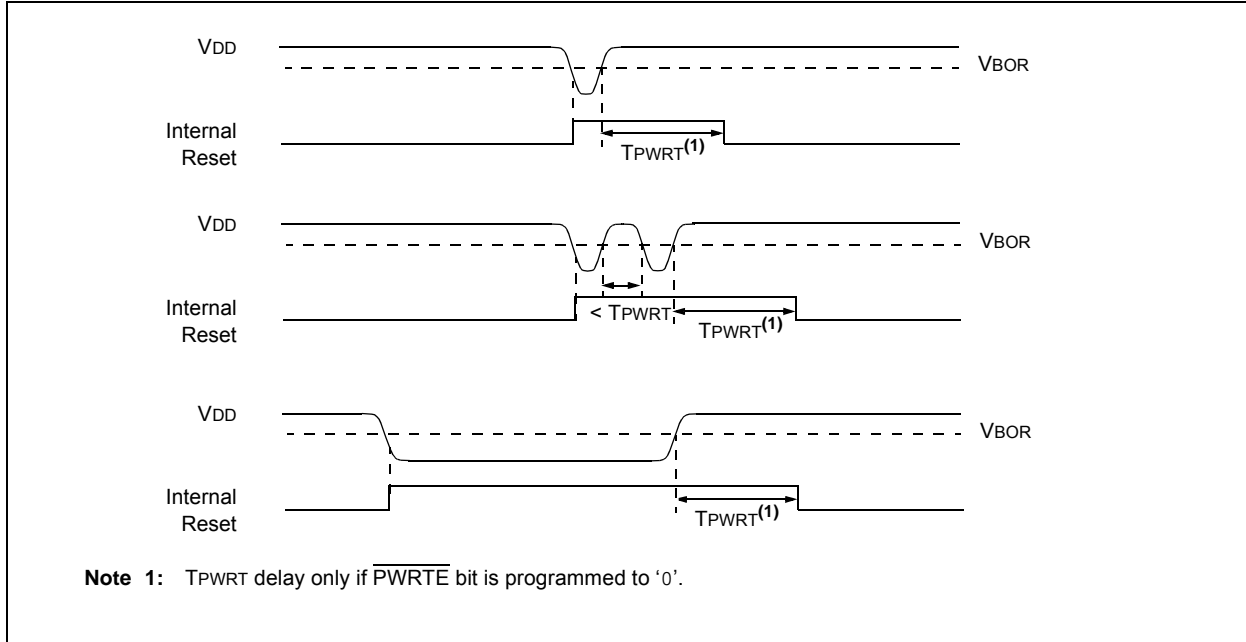 VDD
VBOR
Internal
Reset
TPWRT(1)
VDD
VBOR
Internal
Reset
< TPWRT
TPWRT(1)
VDD
VBOR
Internal
Reset
TPWRT(1)
Note 1: TPWRT delay only if P̅W̅R̅T̅E̅ bit is programmed to ‘0’.